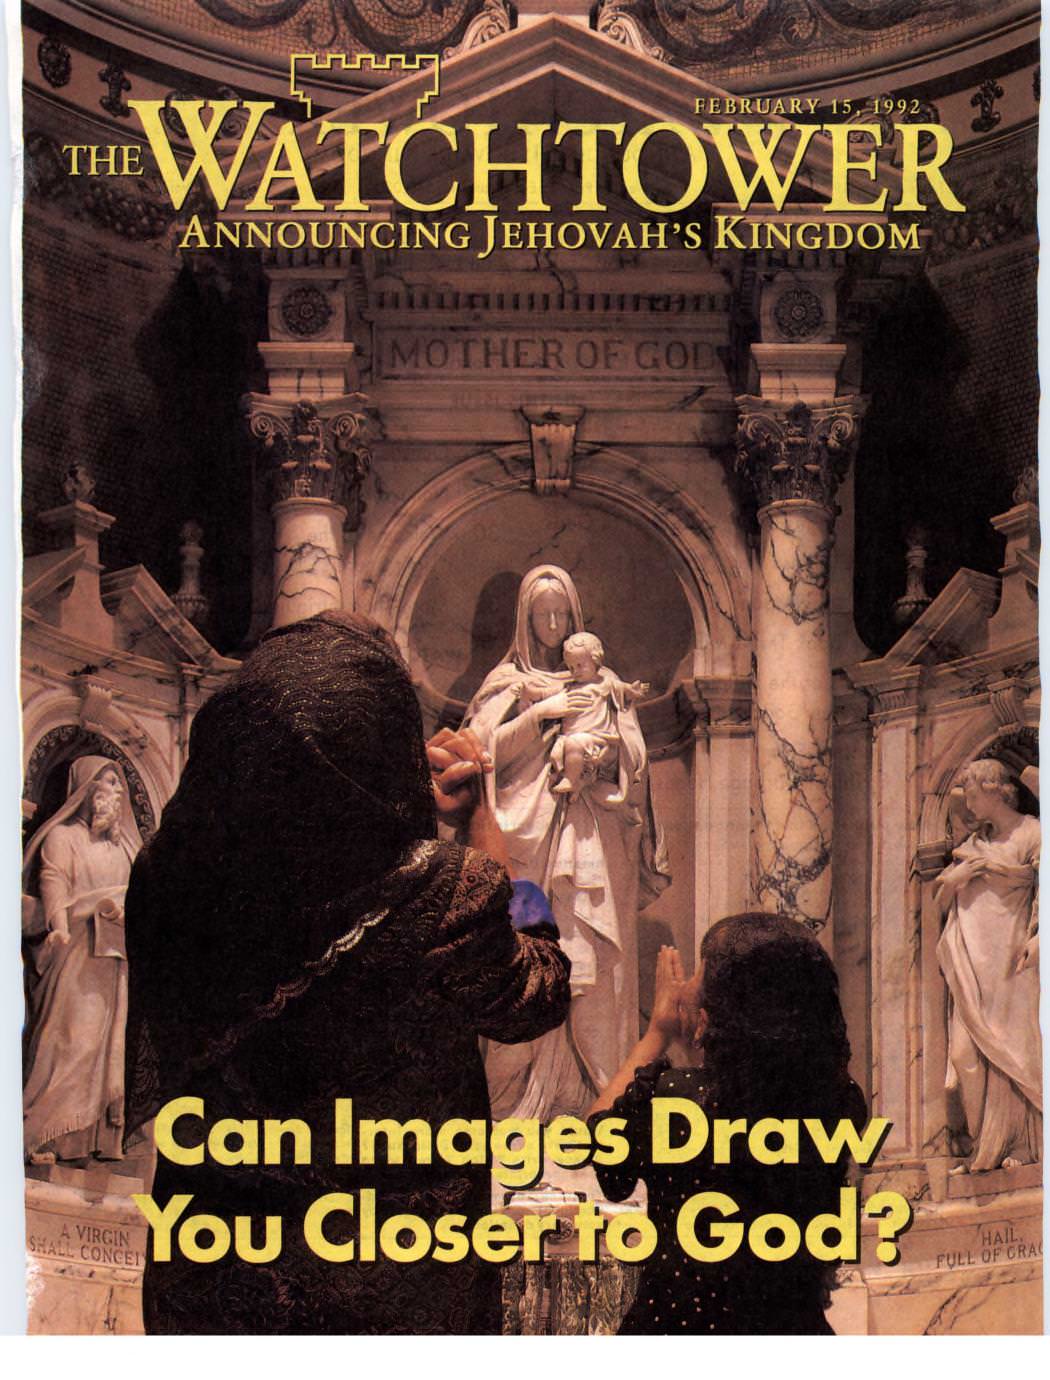 FEBRUARY 15, 1992
THE WATCHTOWER
ANNOUNCING JEHOVAH'S KINGDOM
MOTHER OF GOD
Can Images Draw
You Closer to God?
A VIRGIN
SHALL CONCEI
HAIL,
FULL OF GRAC